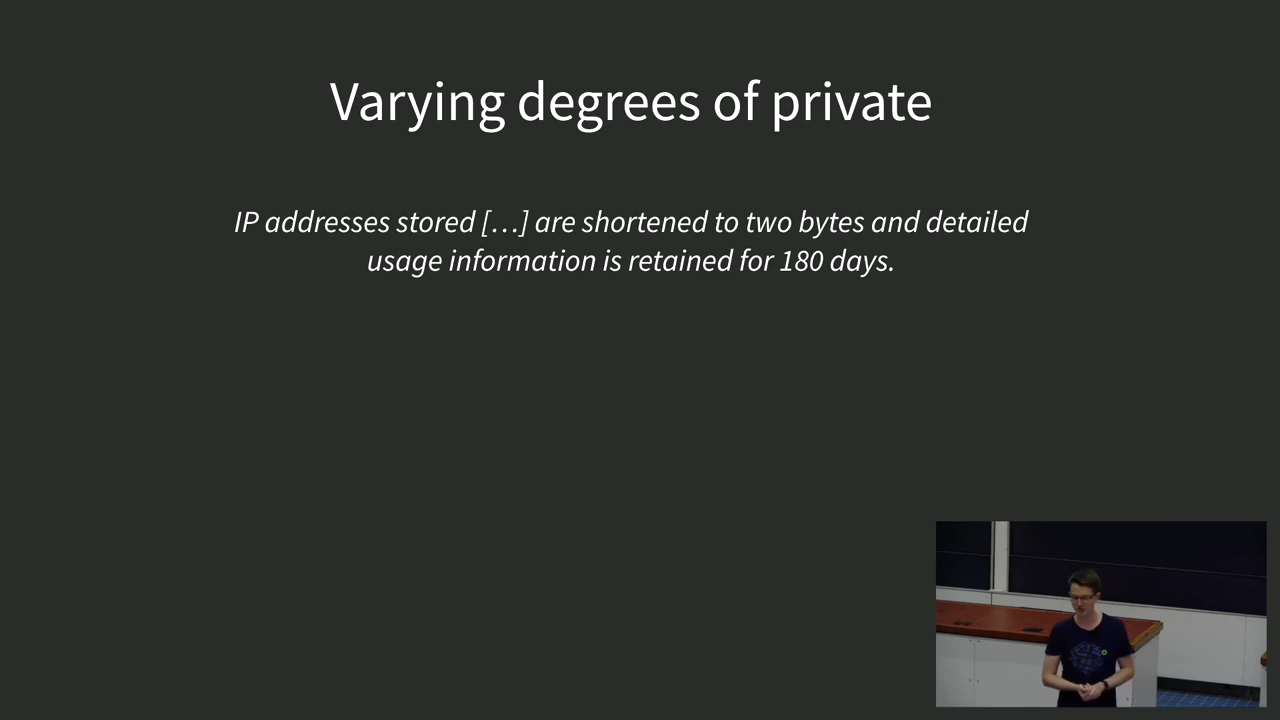 Varying degrees of private
IP addresses stored […] are shortened to two bytes and detailed
usage information is retained for 180 days.